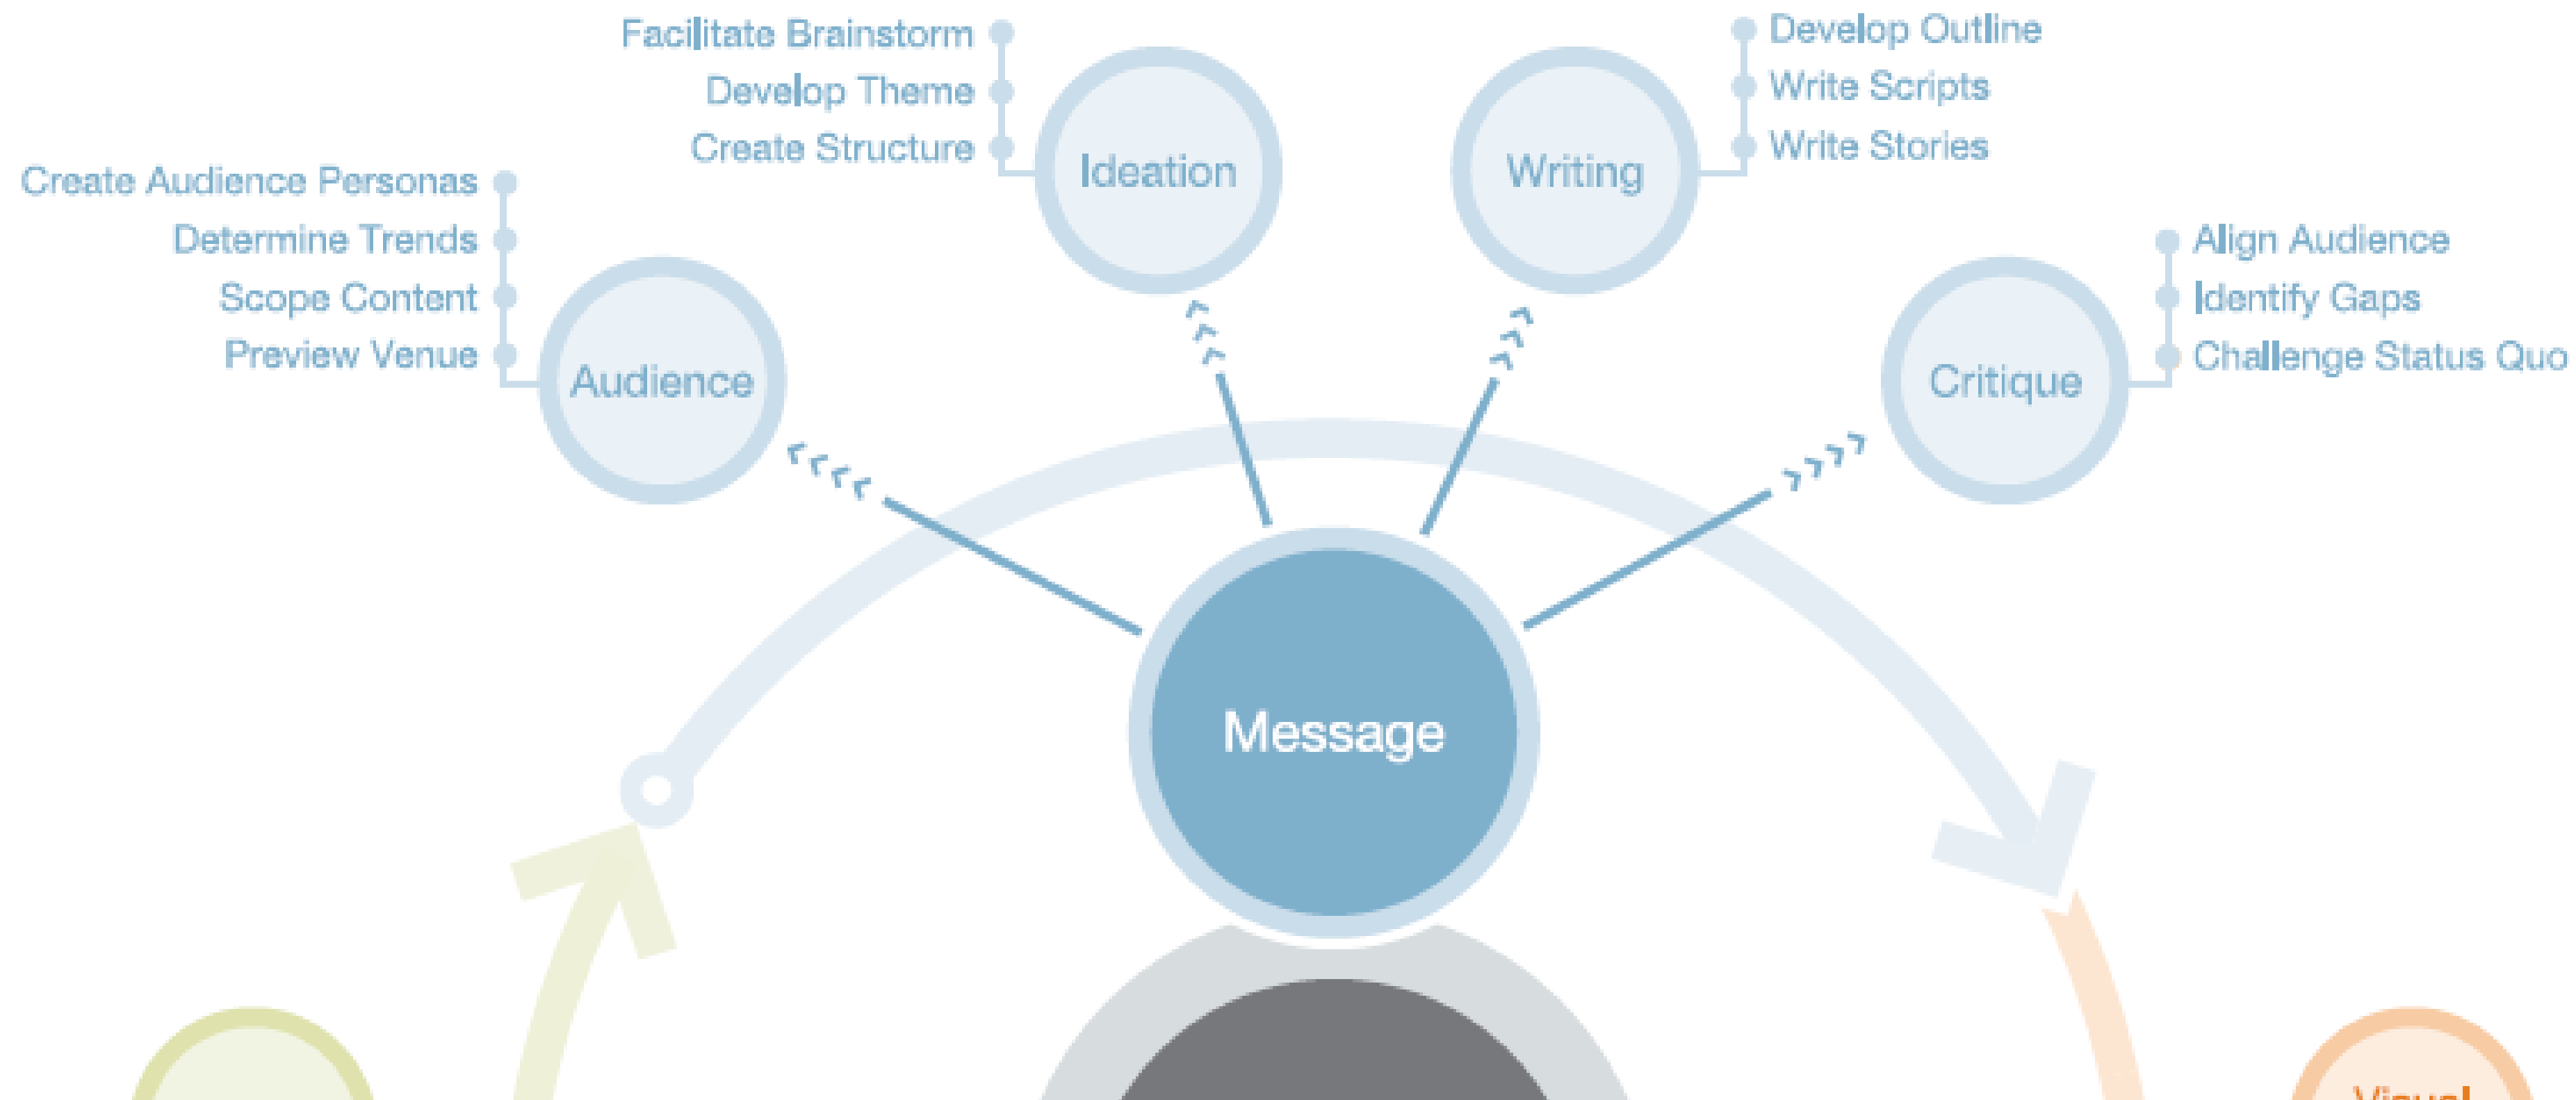 Facilitate Brainstorm
Develop Theme
Create Structure
Ideation
Develop Outline
Write Scripts
Write Stories
Writing
Create Audience Personas
Determine Trends
Scope Content
Preview Venue
Audience
Align Audience
Identify Gaps
Challenge Status Quo
Critique
Message
Visual